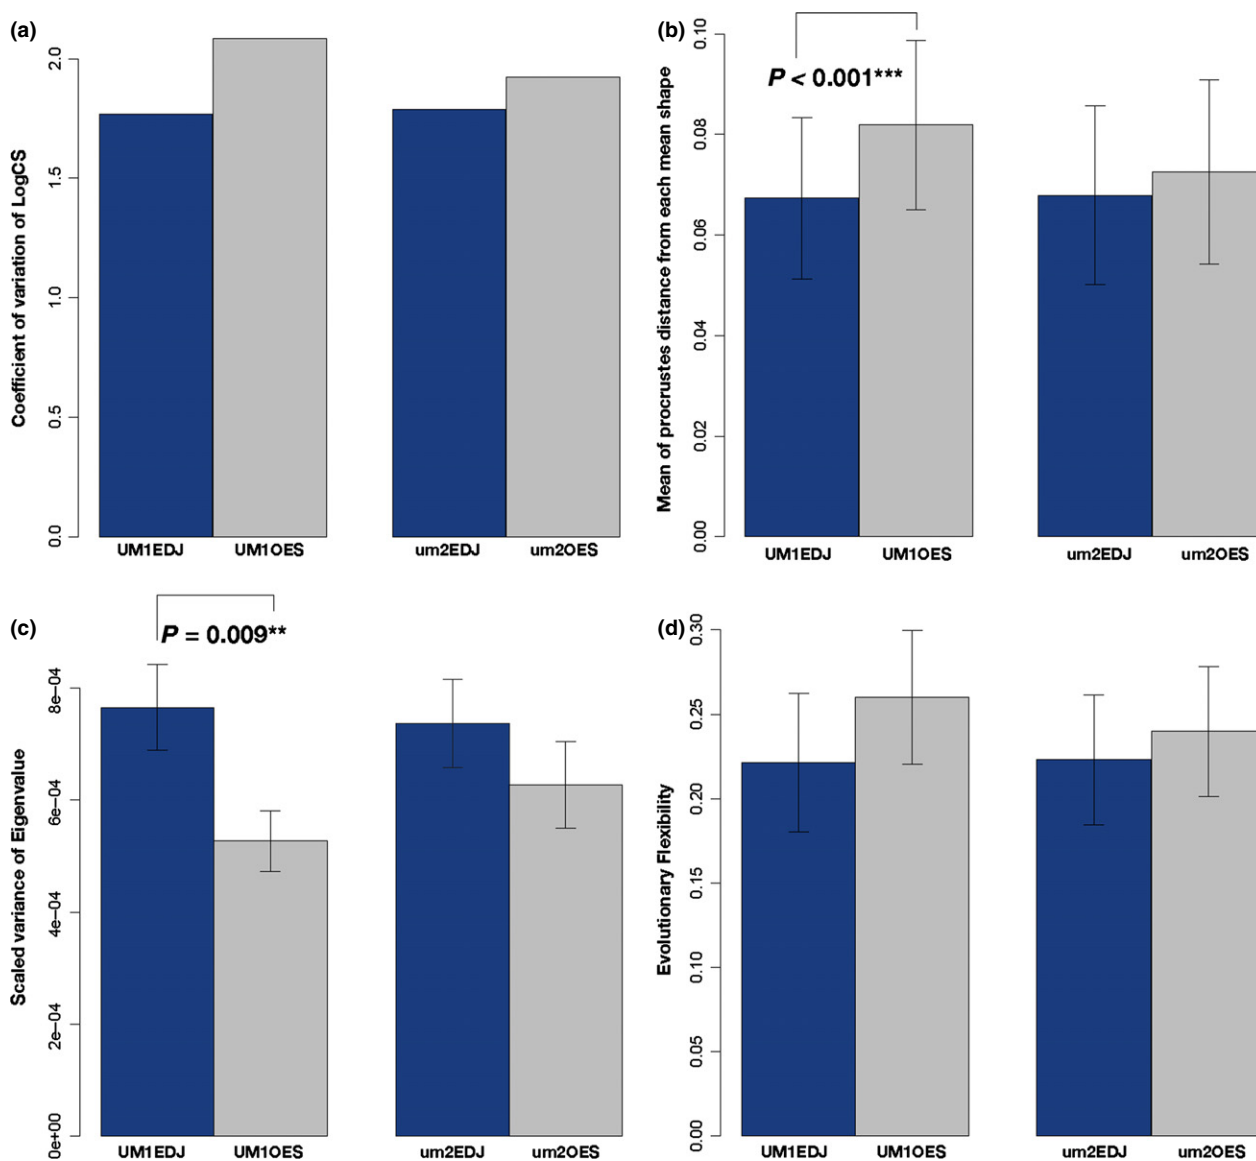 (a)
Coefficient of variation of LogCS
2.0
1.5
1.0
0.5
0.0
UM1EDJ UM1OES um2EDJ um2OES
(b)
Mean of procrustes distance from each mean shape
0.10
0.08
0.06
0.04
0.02
0.00
P < 0.001***
UM1EDJ UM1OES um2EDJ um2OES
(c)
Scaled variance of Eigenvalue
8e−04
6e−04
4e−04
2e−04
0e+00
P = 0.009**
UM1EDJ UM1OES um2EDJ um2OES
(d)
Evolutionary Flexibility
0.30
0.25
0.20
0.15
0.10
0.05
0.00
UM1EDJ UM1OES um2EDJ um2OES